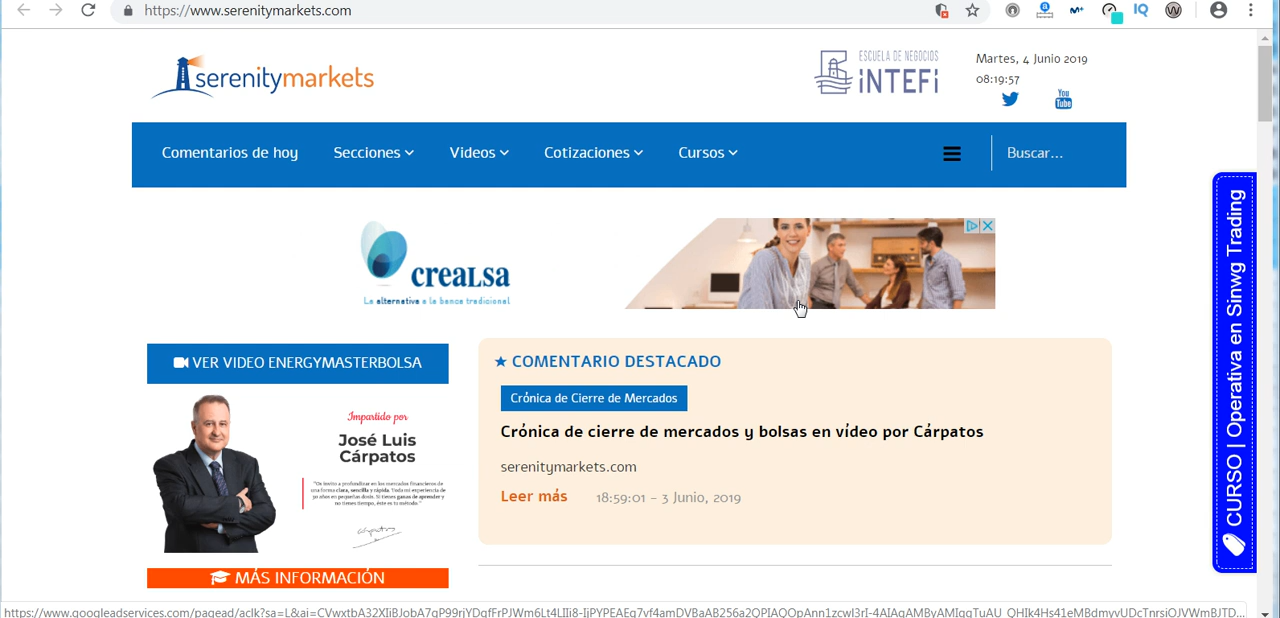 https://www.serenitymarkets.com
serenitymarkets
ESCUELA DE NEGOCIOS
INTEFi
Martes, 4 Junio 2019
08:19:57
You
Tube
Comentarios de hoy
Secciones
Videos
Cotizaciones
Cursos
Buscar...
creaLsa
La alternativa a la banca tradicional
CURSO | Operativa en Sinwg Trading
VER VIDEO ENERGYMASTERBOLSA
Impartido por
José Luis
Cárpatos
MÁS INFORMACIÓN
COMENTARIO DESTACADO
Crónica de Cierre de Mercados
Crónica de cierre de mercados y bolsas en vídeo por Cárpatos
serenitymarkets.com
Leer más
18:59:01 - 3 Junio, 2019